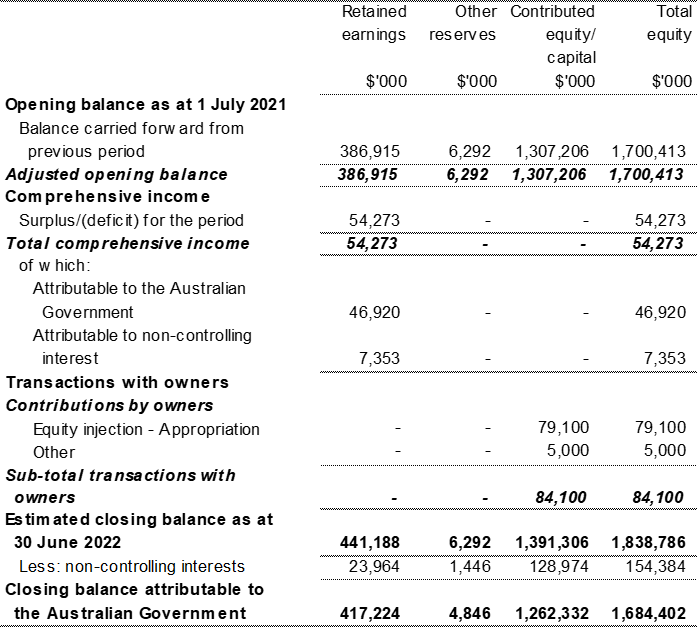 Retained Other Contributed Total
earnings reserves equity/ equity
capital
$'000 $'000 $'000 $'000
Opening balance as at 1 July 2021
Balance carried forward from
previous period 386,915 6,292 1,307,206 1,700,413
Adjusted opening balance 386,915 6,292 1,307,206 1,700,413
Comprehensive income
Surplus/(deficit) for the period 54,273 - - 54,273
Total comprehensive income 54,273 - - 54,273
of which:
Attributable to the Australian
Government 46,920 - - 46,920
Attributable to non-controlling
interest 7,353 - - 7,353
Transactions with owners
Contributions by owners
Equity injection - Appropriation - - 79,100 79,100
Other - - 5,000 5,000
Sub-total transactions with
owners - - 84,100 84,100
Estimated closing balance as at
30 June 2022 441,188 6,292 1,391,306 1,838,786
Less: non-controlling interests 23,964 1,446 128,974 154,384
Closing balance attributable to
the Australian Government 417,224 4,846 1,262,332 1,684,402